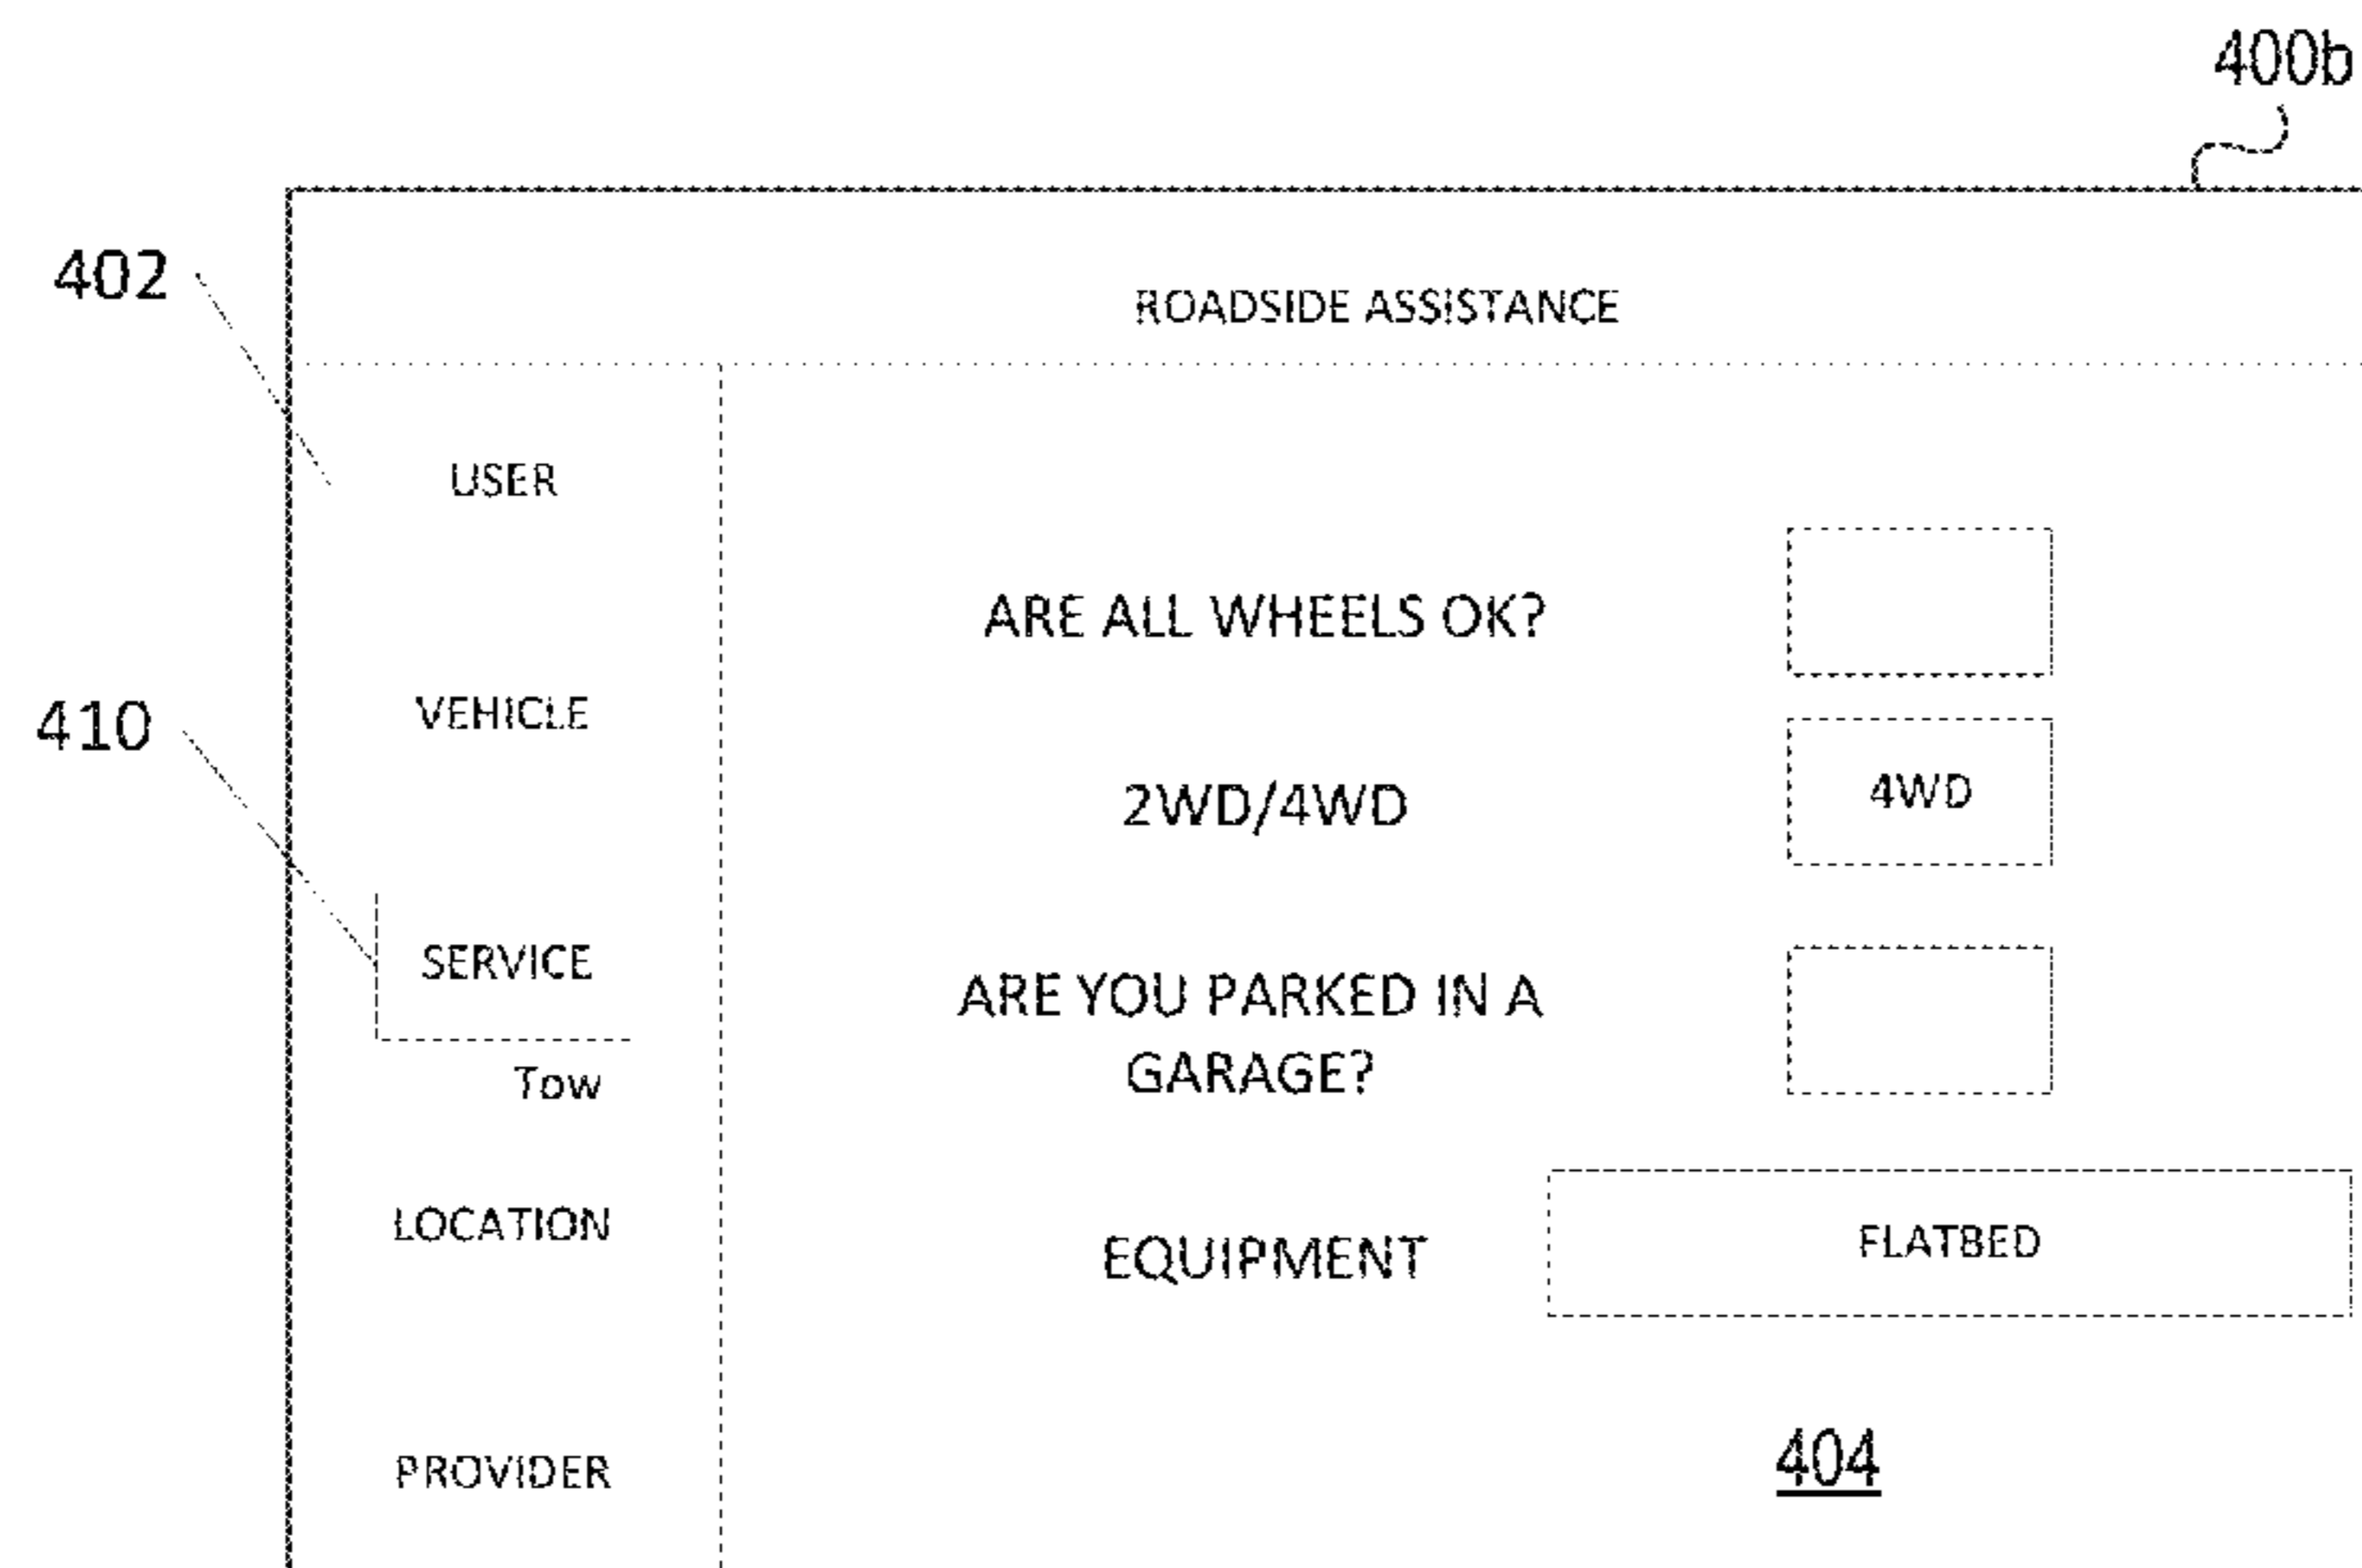 400b
402
ROADSIDE ASSISTANCE
USER
ARE ALL WHEELS OK?
410
VEHICLE
2WD/4WD
4WD
SERVICE
Tow
ARE YOU PARKED IN A
GARAGE?
LOCATION
EQUIPMENT
FLATBED
PROVIDER
404